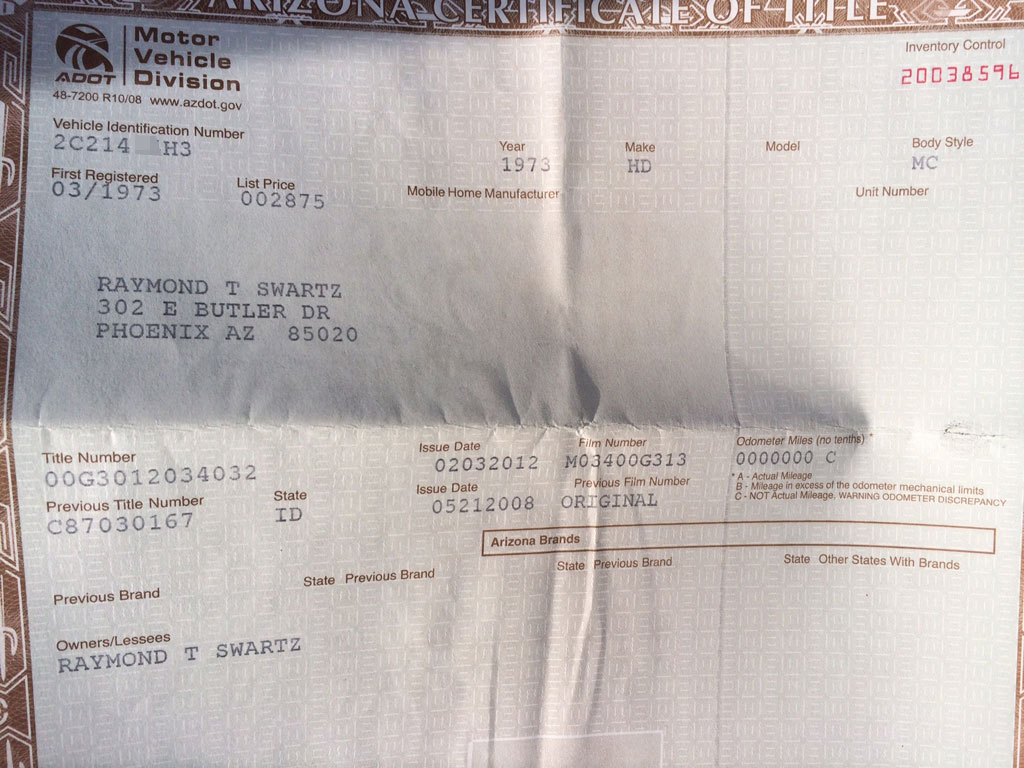 ARIZONA CERTIFICATE OF TITLE
ADOT
Motor
Vehicle
Division
48-7200 R10/08 www.azdot.gov
Inventory Control
20038596
Vehicle Identification Number
2C214 H3
Year
1973
Make
HD
Model
Body Style
MC
First Registered
03/1973
List Price
002875
Mobile Home Manufacturer
Unit Number
RAYMOND T SWARTZ
302 E BUTLER DR
PHOENIX AZ 85020
Title Number
00G3012034032
Issue Date
02032012
Film Number
M03400G313
Odometer Miles (no tenths)
0000000 C
* A - Actual Mileage
B - Mileage in excess of the odometer mechanical limits
C - NOT Actual Mileage, WARNING ODOMETER DISCREPANCY
Previous Title Number
C87030167
State
ID
Issue Date
05212008
Previous Film Number
ORIGINAL
Arizona Brands
Previous Brand
State Previous Brand
State Previous Brand
State Other States With Brands
Owners/Lessees
RAYMOND T SWARTZ